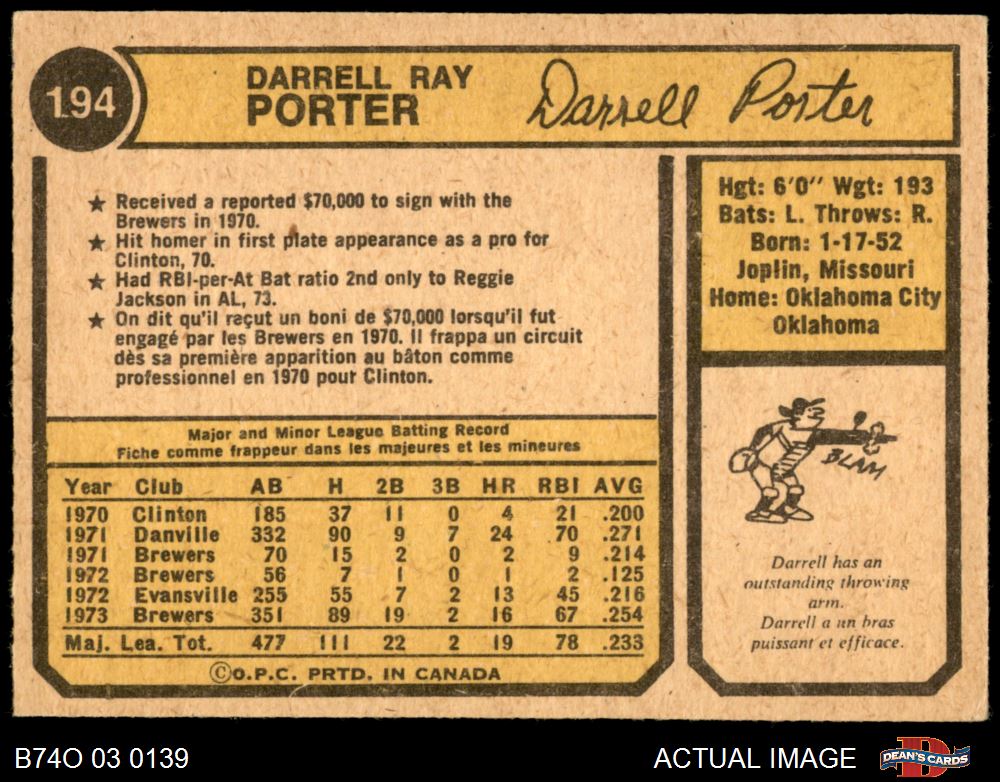 194
DARRELL RAY
PORTER
Darrell Porter
★ Received a reported $70,000 to sign with the
Brewers in 1970.
★ Hit homer in first plate appearance as a pro for
Clinton, 70.
★ Had RBI-per-At Bat ratio 2nd only to Reggie
Jackson in AL, 73.
★ On dit qu'il raçut un boni de $70,000 lorsqu'il fut
engagé par les Brewers en 1970. Il frappa un circuit
dès sa première apparition au bâton comme
professionnel en 1970 pour Clinton.
Hgt: 6'0'' Wgt: 193
Bats: L. Throws: R.
Born: 1-17-52
Joplin, Missouri
Home: Oklahoma City
Oklahoma
Major and Minor League Batting Record
Fiche comme frappeur dans les majeures et les mineures
Year Club AB H 2B 3B HR RBI AVG
1970 Clinton 185 37 11 0 4 21 .200
1971 Danville 332 90 9 7 24 70 .271
1971 Brewers 70 15 2 0 2 9 .214
1972 Brewers 56 7 1 0 1 2 .125
1972 Evansville 255 55 7 2 13 45 .216
1973 Brewers 351 89 19 2 16 67 .254
Maj. Lea. Tot. 477 111 22 2 19 78 .233
©O.P.C. PRTD. IN CANADA
BLAM
Darrell has an
outstanding throwing
arm.
Darrell a un bras
puissant et efficace.
B74O 03 0139
ACTUAL IMAGE
D
DEAN'S CARDS